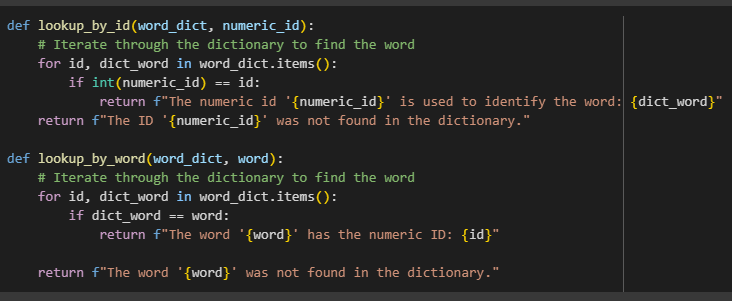 def lookup_by_id(word_dict, numeric_id):
    # Iterate through the dictionary to find the word
    for id, dict_word in word_dict.items():
        if int(numeric_id) == id:
            return f"The numeric id '{numeric_id}' is used to identify the word: {dict_word}"
    return f"The ID '{numeric_id}' was not found in the dictionary."

def lookup_by_word(word_dict, word):
    # Iterate through the dictionary to find the word
    for id, dict_word in word_dict.items():
        if dict_word == word:
            return f"The word '{word}' has the numeric ID: {id}"

    return f"The word '{word}' was not found in the dictionary."